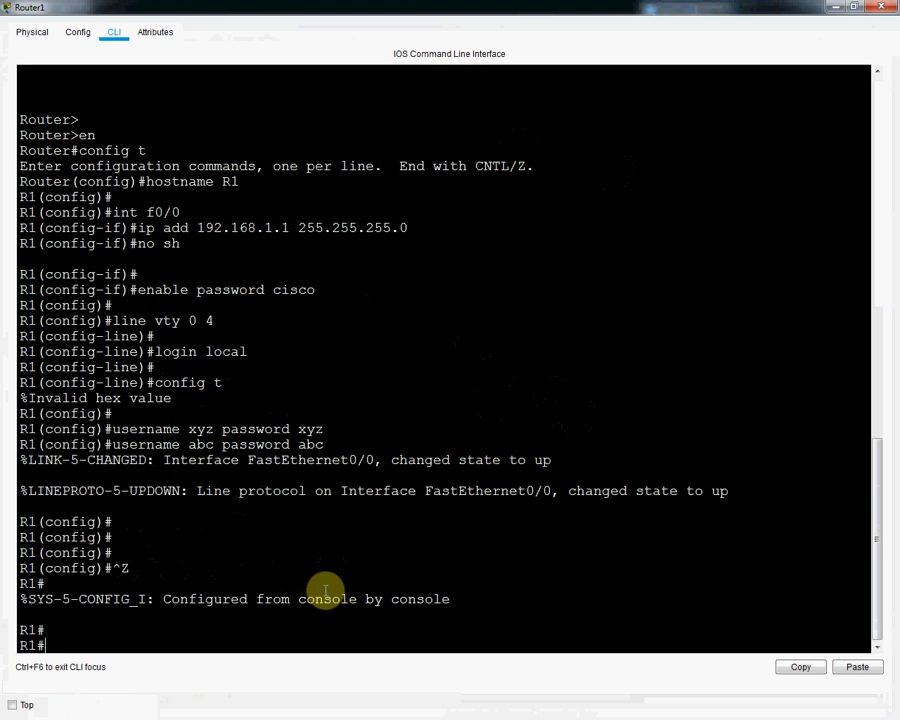 Router1
Physical Config CLI Attributes
IOS Command Line Interface
Router>
Router>en
Router#config t
Enter configuration commands, one per line.  End with CNTL/Z.
Router(config)#hostname R1
R1(config)#
R1(config)#int f0/0
R1(config-if)#ip add 192.168.1.1 255.255.255.0
R1(config-if)#no sh
R1(config-if)#
R1(config-if)#enable password cisco
R1(config)#
R1(config)#line vty 0 4
R1(config-line)#
R1(config-line)#login local
R1(config-line)#
R1(config-line)#config t
%Invalid hex value
R1(config)#
R1(config)#username xyz password xyz
R1(config)#username abc password abc
%LINK-5-CHANGED: Interface FastEthernet0/0, changed state to up
%LINEPROTO-5-UPDOWN: Line protocol on Interface FastEthernet0/0, changed state to up
R1(config)#
R1(config)#
R1(config)#
R1(config)#^Z
R1#
%SYS-5-CONFIG_I: Configured from console by console
R1#
R1#
Ctrl+F6 to exit CLI focus
Copy Paste
Top